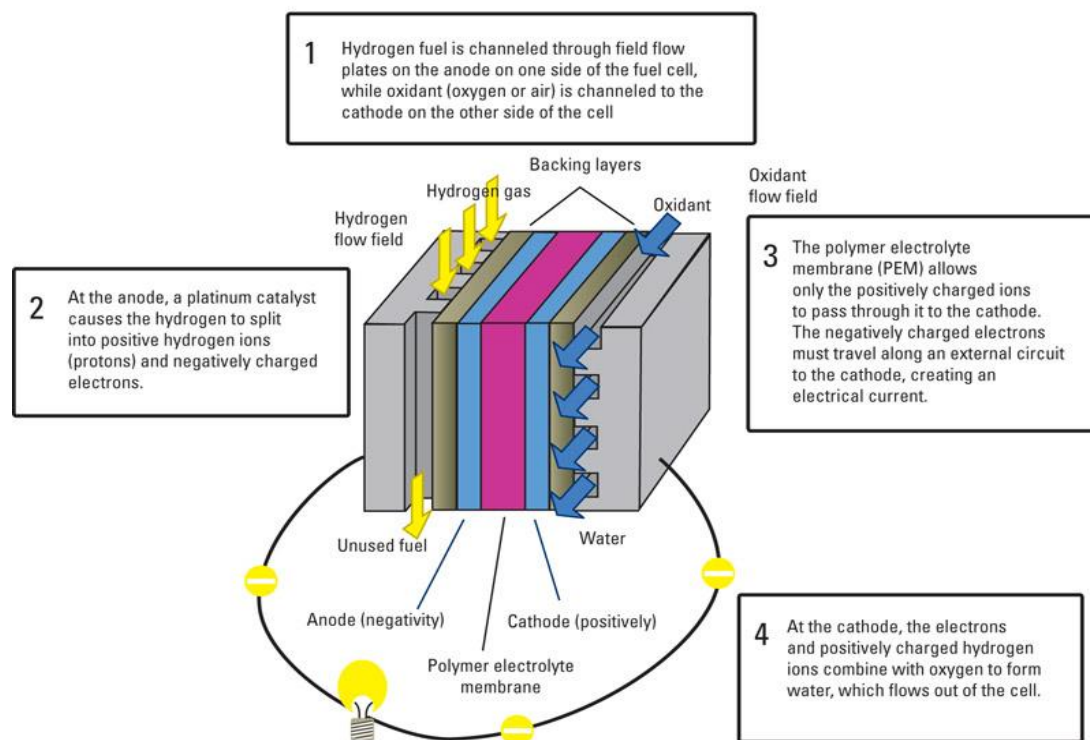 1
Hydrogen fuel is channeled through field flow
plates on the anode on one side of the fuel cell,
while oxidant (oxygen or air) is channeled to the
cathode on the other side of the cell
Backing layers
Hydrogen gas
Oxidant
Oxidant
flow field
Hydrogen
flow field
2
At the anode, a platinum catalyst
causes the hydrogen to split
into positive hydrogen ions
(protons) and negatively charged
electrons.
3
The polymer electrolyte
membrane (PEM) allows
only the positively charged ions
to pass through it to the cathode.
The negatively charged electrons
must travel along an external circuit
to the cathode, creating an
electrical current.
Unused fuel
Water
Anode (negativity)
Cathode (positively)
Polymer electrolyte
membrane
4
At the cathode, the electrons
and positively charged hydrogen
ions combine with oxygen to form
water, which flows out of the cell.